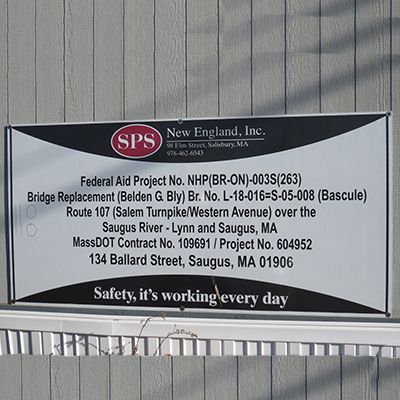 SPS
New England, Inc.
98 Elm Street, Salisbury, MA
978-462-6543
Federal Aid Project No. NHP(BR-ON)-003S(263)
Bridge Replacement (Belden G. Bly) Br. No. L-18-016=S-05-008 (Bascule)
Route 107 (Salem Turnpike/Western Avenue) over the
Saugus River - Lynn and Saugus, MA
MassDOT Contract No. 109691 / Project No. 604952
134 Ballard Street, Saugus, MA 01906
Safety, it's working every day